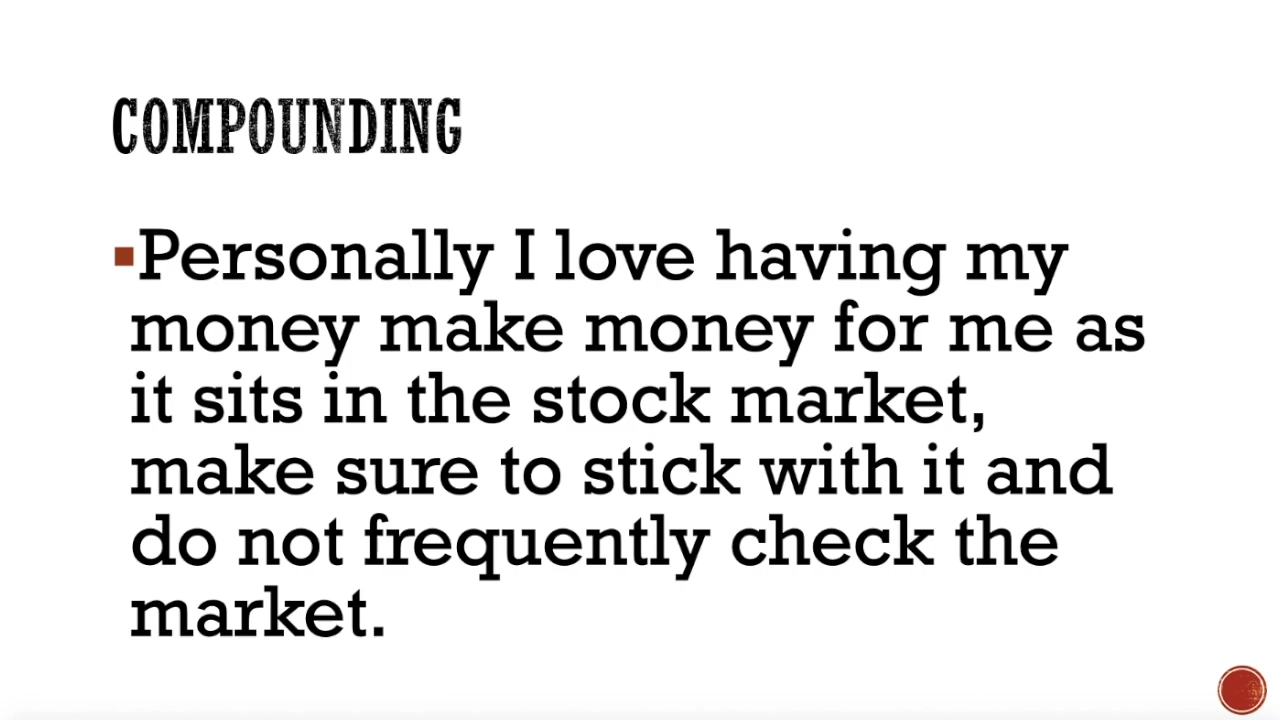 COMPOUNDING
▪Personally I love having my
money make money for me as
it sits in the stock market,
make sure to stick with it and
do not frequently check the
market.